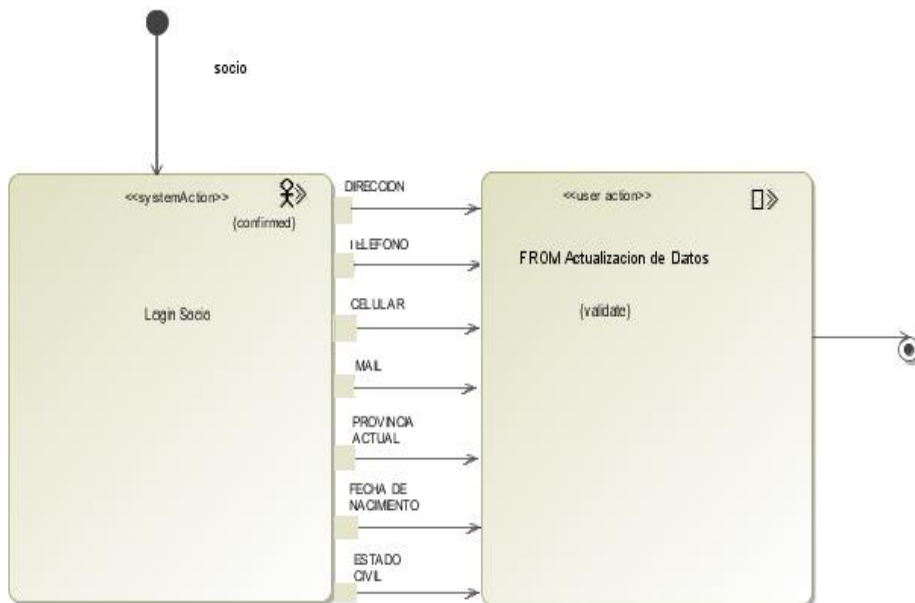 socio
<<systemAction>>
(confirmed)
Login Socio
DIRECCION
TELEFONO
CELULAR
MAIL
PROVINCIA
ACTUAL
FECHA DE
NACIMIENTO
ESTADO
CIVIL
<<user action>>
FROM Actualizacion de Datos
(validate)